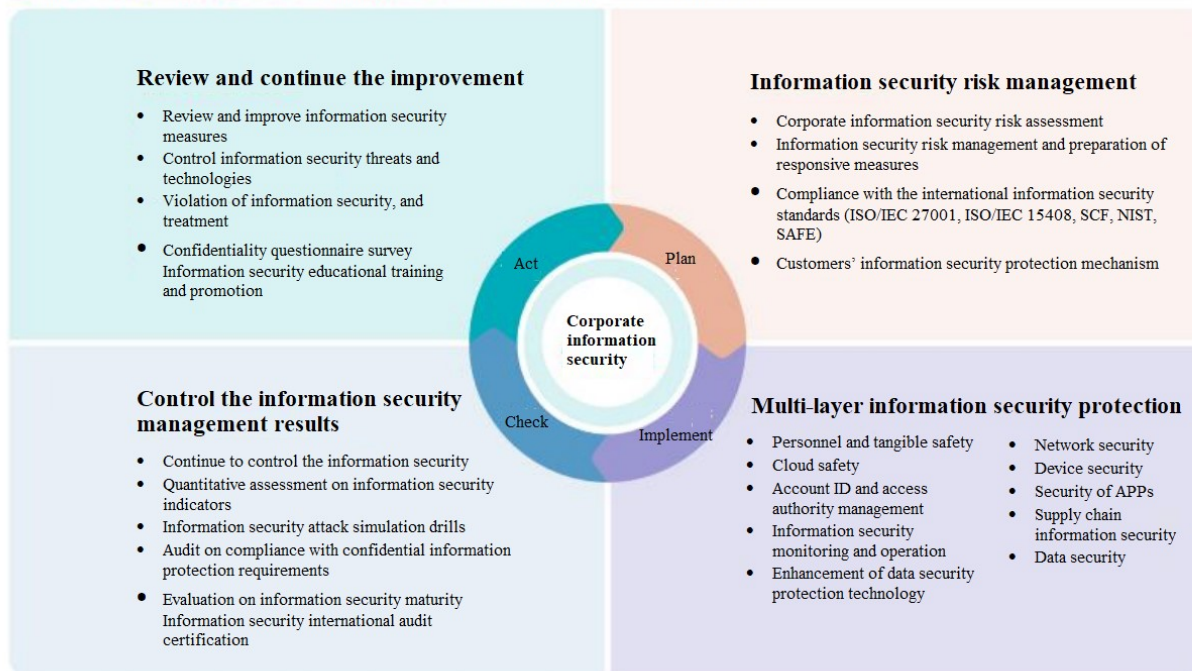 Review and continue the improvement
• Review and improve information security
measures
• Control information security threats and
technologies
• Violation of information security, and
treatment
• Confidentiality questionnaire survey
Information security educational training
and promotion
Information security risk management
• Corporate information security risk assessment
• Information security risk management and preparation of
responsive measures
• Compliance with the international information security
standards (ISO/IEC 27001, ISO/IEC 15408, SCF, NIST,
SAFE)
• Customers’ information security protection mechanism
Act
Plan
Corporate
information
security
Check
Implement
Control the information security
management results
• Continue to control the information security
• Quantitative assessment on information security
indicators
• Information security attack simulation drills
• Audit on compliance with confidential information
protection requirements
• Evaluation on information security maturity
Information security international audit
certification
Multi-layer information security protection
• Personnel and tangible safety
• Cloud safety
• Account ID and access
authority management
• Information security
monitoring and operation
• Enhancement of data security
protection technology
• Network security
• Device security
• Security of APPs
• Supply chain
information security
• Data security